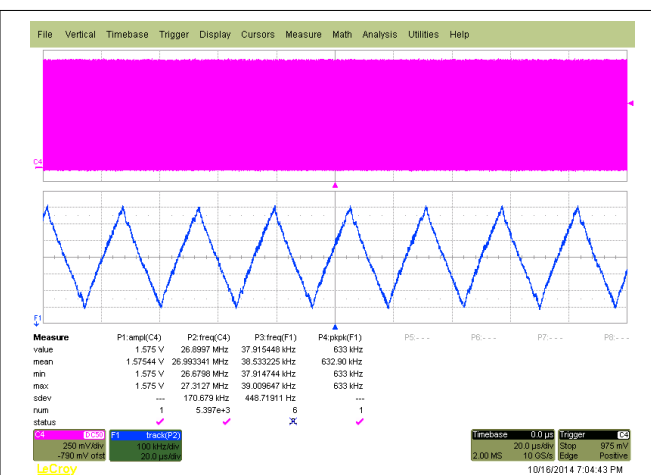 File Vertical Timebase Trigger Display Cursors Measure Math Analysis Utilities Help
C4
F1
Measure P1:ampl(C4) P2:freq(C4) P3:freq(F1) P4:pkpk(F1) P5:--- P6:--- P7:--- P8:---
value 1.575 V 26.8997 MHz 37.915448 kHz 633 kHz
mean 1.57544 V 26.993341 MHz 38.533225 kHz 632.90 kHz
min 1.575 V 26.6798 MHz 37.914744 kHz 633 kHz
max 1.575 V 27.3127 MHz 39.009647 kHz 633 kHz
sdev --- 170.679 kHz 448.71911 Hz ---
num 1 5.397e+3 6 1
status
C4 DC50 F1 track(P2) Timebase 0.0 µs Trigger C4
250 mV/div 100 kHz/div 20.0 µs/div Stop 975 mV
-790 mV ofst 20.0 µs/div 2.00 MS 10 GS/s Edge Positive
LeCroy 10/16/2014 7:04:43 PM